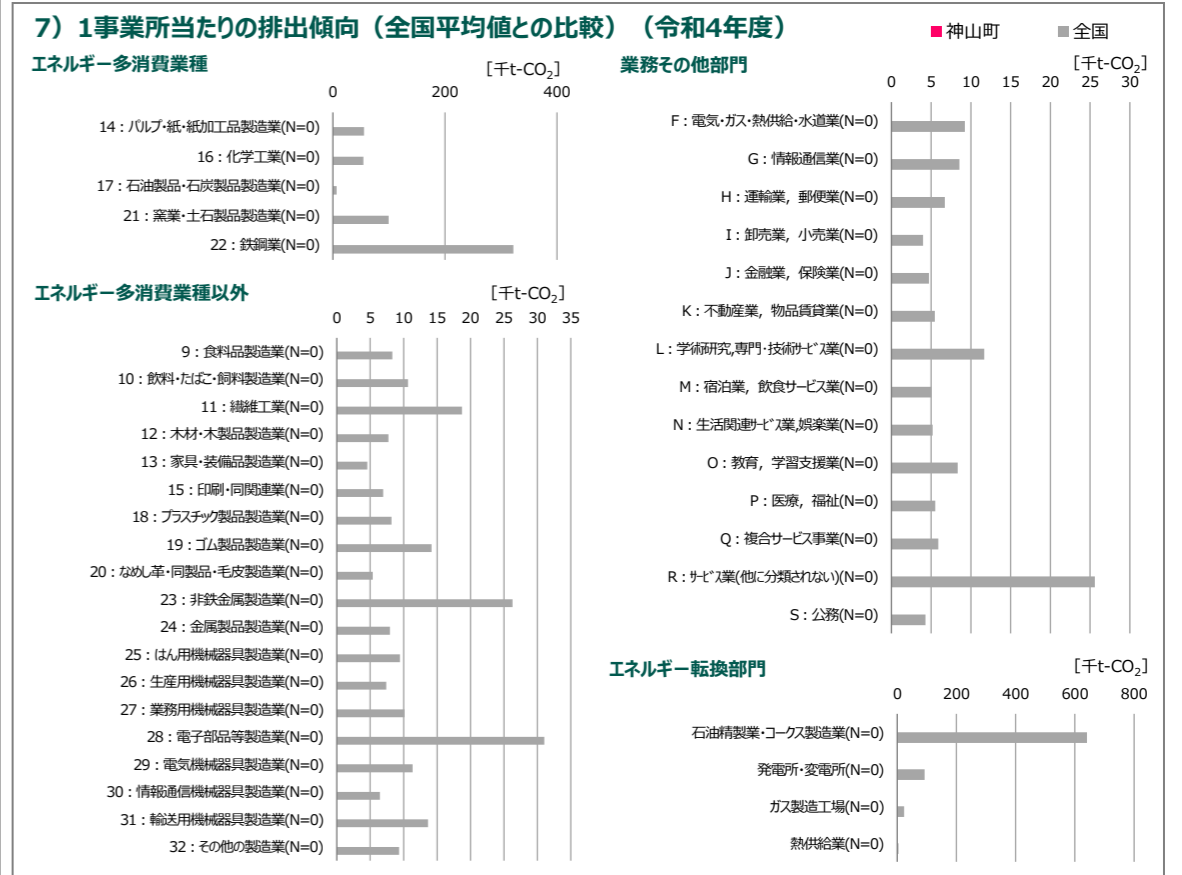 7）1事業所当たりの排出傾向（全国平均値との比較）（令和4年度）
■神山町 ■全国
エネルギー多消費業種
[千t-CO₂]
0 200 400
14：パルプ・紙・紙加工品製造業(N=0)
16：化学工業(N=0)
17：石油製品・石炭製品製造業(N=0)
21：窯業・土石製品製造業(N=0)
22：鉄鋼業(N=0)
エネルギー多消費業種以外
[千t-CO₂]
0 5 10 15 20 25 30 35
9：食料品製造業(N=0)
10：飲料・たばこ・飼料製造業(N=0)
11：繊維工業(N=0)
12：木材・木製品製造業(N=0)
13：家具・装備品製造業(N=0)
15：印刷・同関連業(N=0)
18：プラスチック製品製造業(N=0)
19：ゴム製品製造業(N=0)
20：なめし革・同製品・毛皮製造業(N=0)
23：非鉄金属製造業(N=0)
24：金属製品製造業(N=0)
25：はん用機械器具製造業(N=0)
26：生産用機械器具製造業(N=0)
27：業務用機械器具製造業(N=0)
28：電子部品等製造業(N=0)
29：電気機械器具製造業(N=0)
30：情報通信機械器具製造業(N=0)
31：輸送用機械器具製造業(N=0)
32：その他の製造業(N=0)
業務その他部門
[千t-CO₂]
0 5 10 15 20 25 30
F：電気・ガス・熱供給・水道業(N=0)
G：情報通信業(N=0)
H：運輸業，郵便業(N=0)
I：卸売業，小売業(N=0)
J：金融業，保険業(N=0)
K：不動産業，物品賃貸業(N=0)
L：学術研究,専門・技術ｻｰﾋﾞｽ業(N=0)
M：宿泊業，飲食サービス業(N=0)
N：生活関連ｻｰﾋﾞｽ業,娯楽業(N=0)
O：教育，学習支援業(N=0)
P：医療，福祉(N=0)
Q：複合サービス事業(N=0)
R：ｻｰﾋﾞｽ業(他に分類されない)(N=0)
S：公務(N=0)
エネルギー転換部門
[千t-CO₂]
0 200 400 600 800
石油精製業・コークス製造業(N=0)
発電所・変電所(N=0)
ガス製造工場(N=0)
熱供給業(N=0)